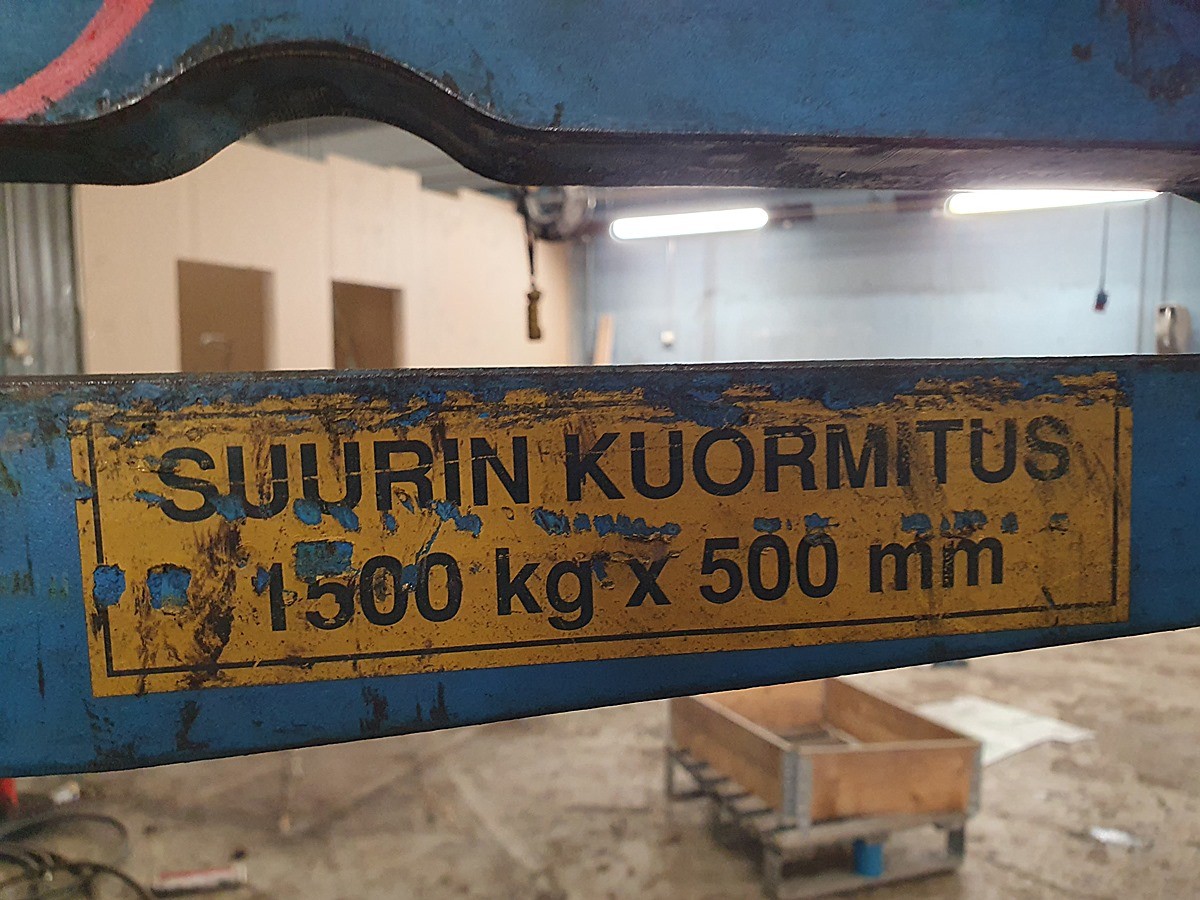 SUURIN KUORMITUS
1500 kg x 500 mm